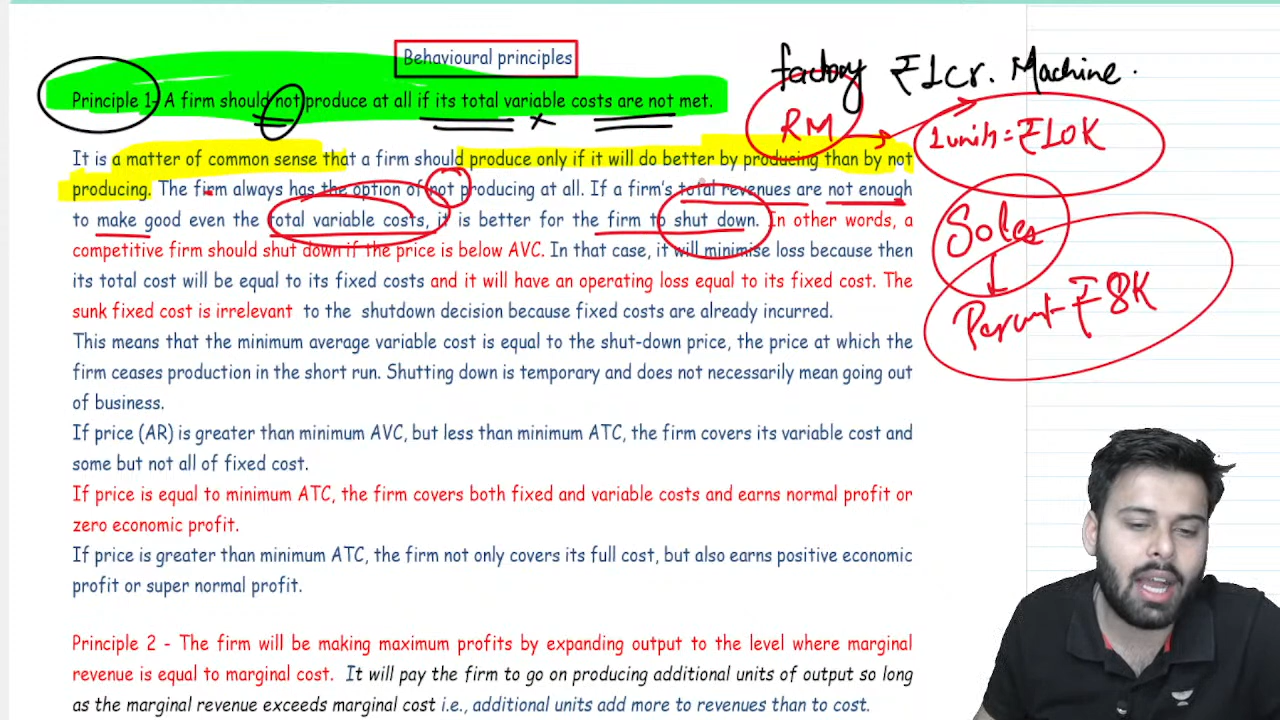 Behavioural principles
Principle 1- A firm should not produce at all if its total variable costs are not met.
It is a matter of common sense that a firm should produce only if it will do better by producing than by not
producing. The firm always has the option of not producing at all. If a firm's total revenues are not enough
to make good even the total variable costs, it is better for the firm to shut down. In other words, a
competitive firm should shut down if the price is below AVC. In that case, it will minimise loss because then
its total cost will be equal to its fixed costs and it will have an operating loss equal to its fixed cost. The
sunk fixed cost is irrelevant to the shutdown decision because fixed costs are already incurred.
This means that the minimum average variable cost is equal to the shut-down price, the price at which the
firm ceases production in the short run. Shutting down is temporary and does not necessarily mean going out
of business.
If price (AR) is greater than minimum AVC, but less than minimum ATC, the firm covers its variable cost and
some but not all of fixed cost.
If price is equal to minimum ATC, the firm covers both fixed and variable costs and earns normal profit or
zero economic profit.
If price is greater than minimum ATC, the firm not only covers its full cost, but also earns positive economic
profit or super normal profit.
Principle 2 - The firm will be making maximum profits by expanding output to the level where marginal
revenue is equal to marginal cost. It will pay the firm to go on producing additional units of output so long
as the marginal revenue exceeds marginal cost i.e., additional units add more to revenues than to cost.
factory ₹1cr. Machine.
RM
1 unit = ₹10K
Sales
₹8K